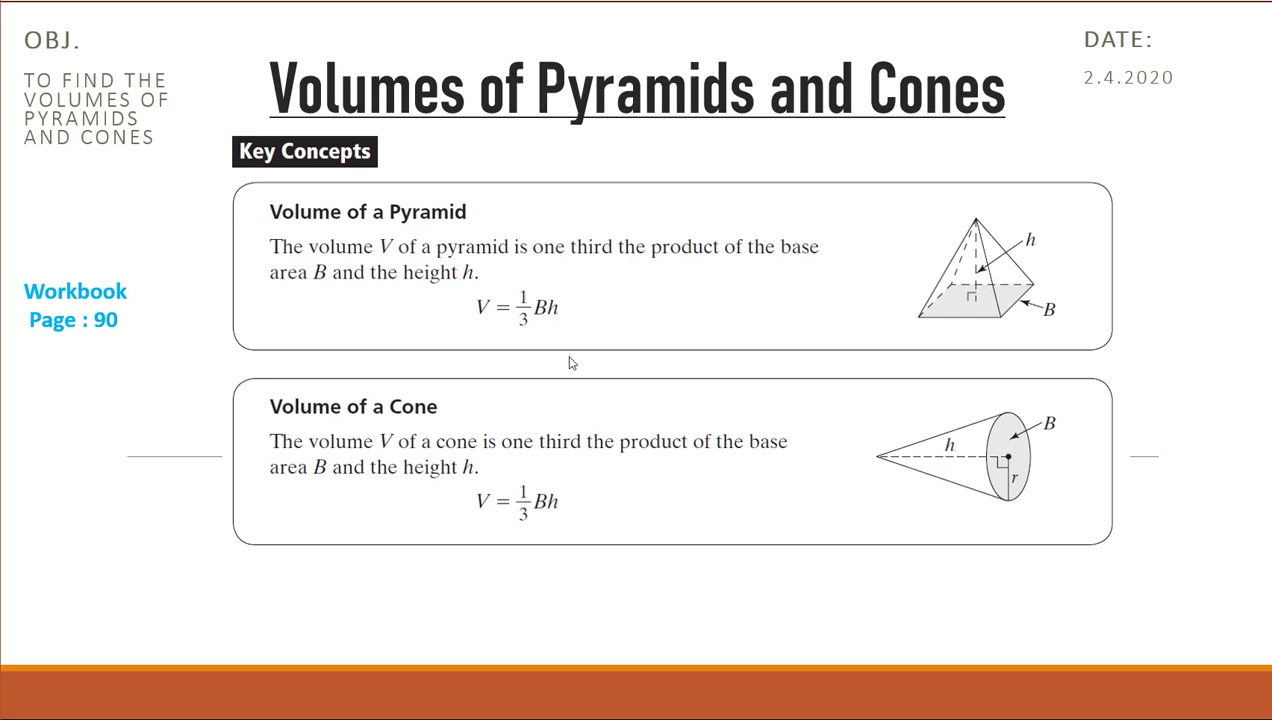 OBJ.
TO FIND THE
VOLUMES OF
PYRAMIDS
AND CONES
Volumes of Pyramids and Cones
DATE:
2.4.2020
Key Concepts
Volume of a Pyramid
The volume V of a pyramid is one third the product of the base
area B and the height h.
V = 1/3 Bh
h
B
Workbook
Page : 90
Volume of a Cone
The volume V of a cone is one third the product of the base
area B and the height h.
V = 1/3 Bh
B
h
r